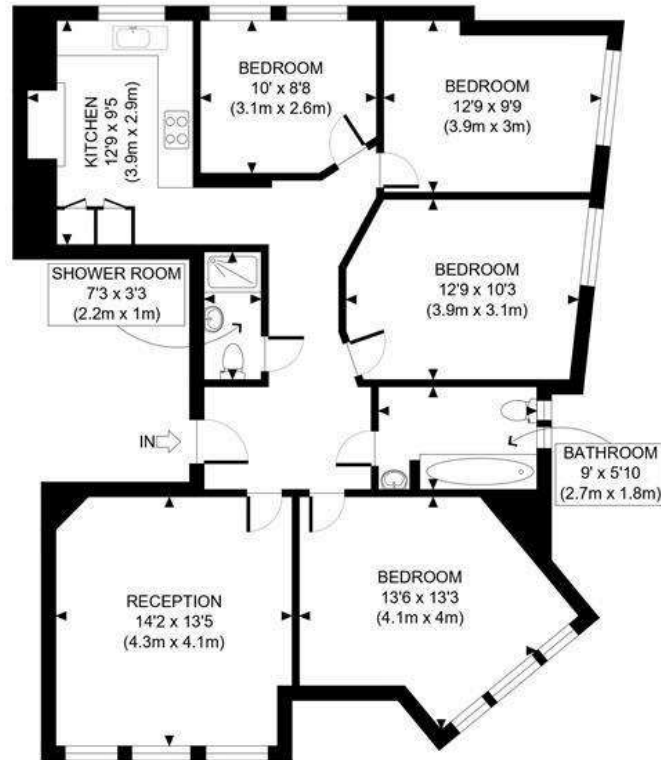 BEDROOM
10' x 8'8
(3.1m x 2.6m)
BEDROOM
12'9 x 9'9
(3.9m x 3m)
KITCHEN
12'9 x 9'5
(3.9m x 2.9m)
SHOWER ROOM
7'3 x 3'3
(2.2m x 1m)
BEDROOM
12'9 x 10'3
(3.9m x 3.1m)
IN
BATHROOM
9' x 5'10
(2.7m x 1.8m)
RECEPTION
14'2 x 13'5
(4.3m x 4.1m)
BEDROOM
13'6 x 13'3
(4.1m x 4m)